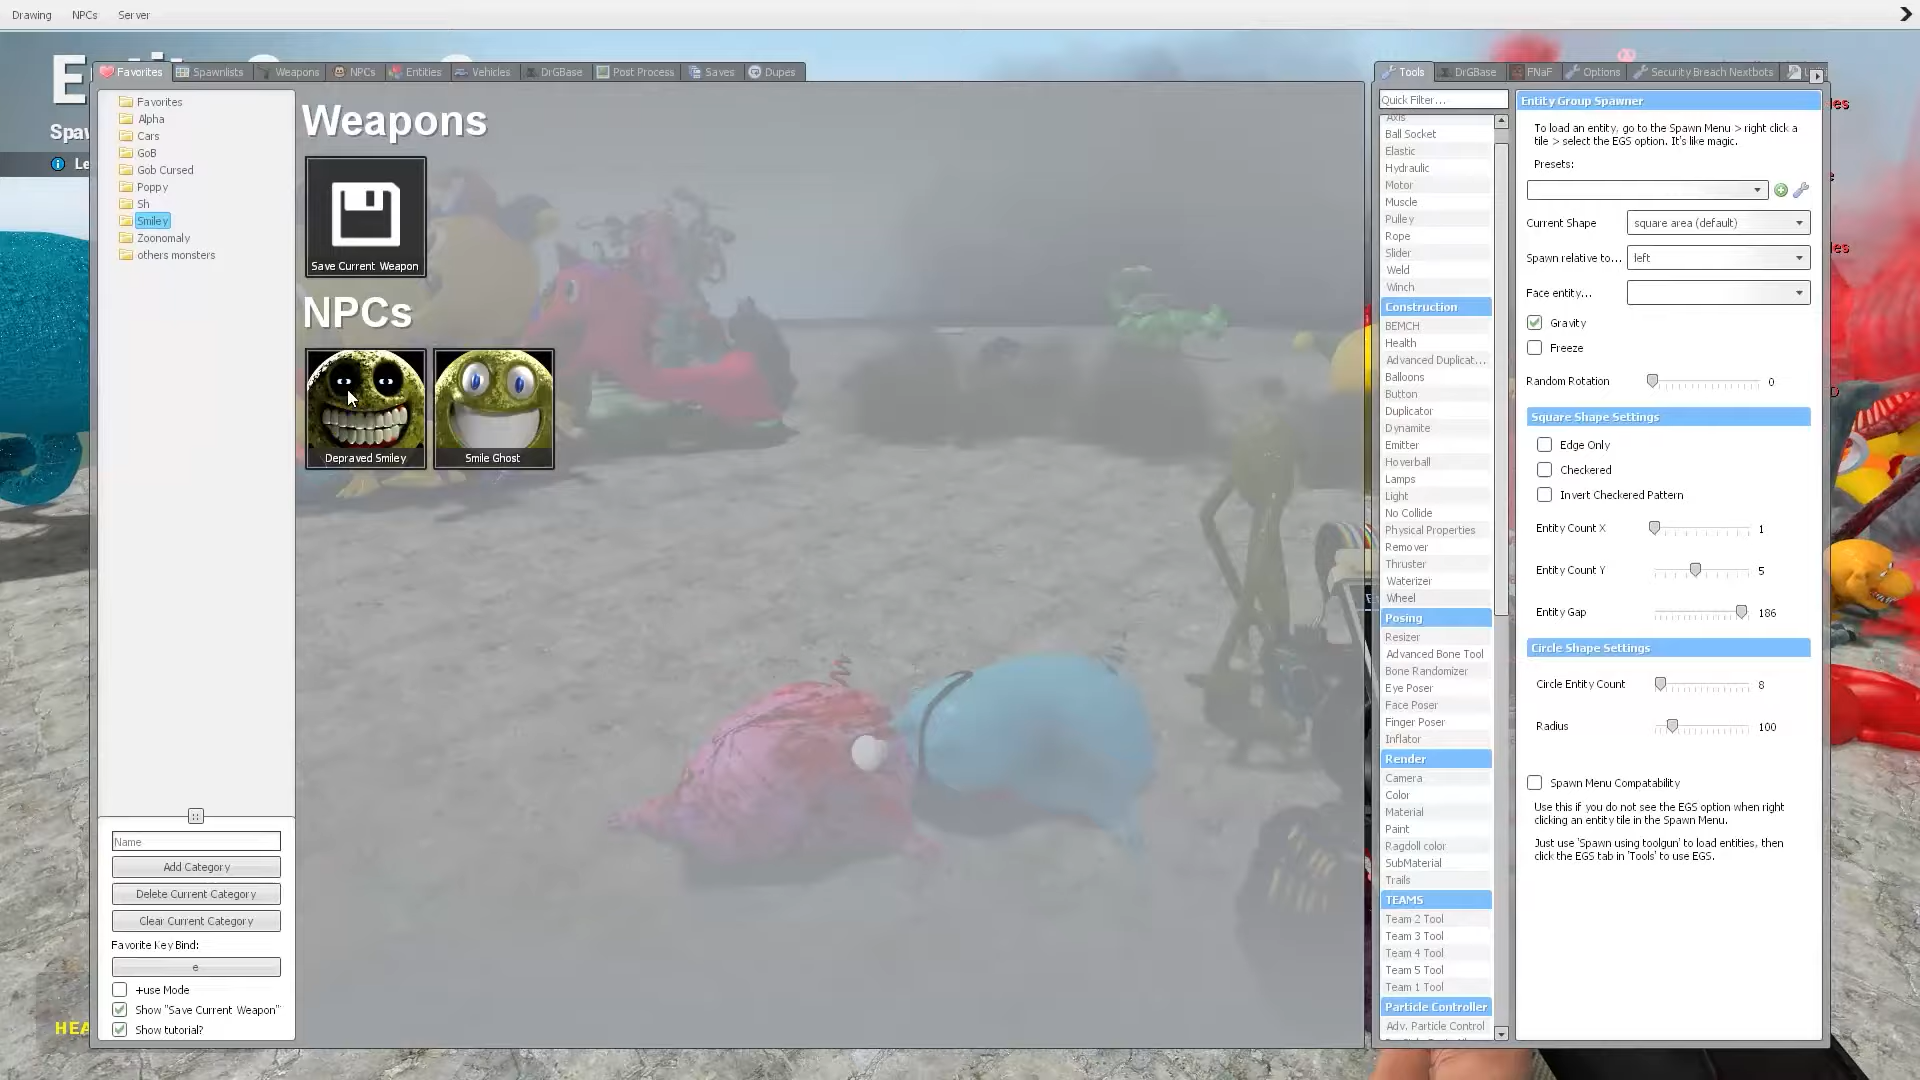 Drawing NPCs Server
Favorites Spawnlists Weapons NPCs Entities Vehicles DrGBase Post Process Saves Dupes
Favorites
Alpha
Cars
GoB
Gob Cursed
Poppy
Sh
Smiley
Zoonomaly
others monsters
Name
Add Category
Delete Current Category
Clear Current Category
Favorite Key Bind:
e
+use Mode
Show "Save Current Weapon"
Show tutorial?
Weapons
Save Current Weapon
NPCs
Depraved Smiley
Smile Ghost
Tools DrGBase FNaF Options Security Breach Nextbots
Quick Filter...
Axis
Ball Socket
Elastic
Hydraulic
Motor
Muscle
Pulley
Rope
Slider
Weld
Winch
Construction
BEMCH
Health
Advanced Duplicat...
Balloons
Button
Duplicator
Dynamite
Emitter
Hoverball
Lamps
Light
No Collide
Physical Properties
Remover
Thruster
Waterizer
Wheel
Posing
Resizer
Advanced Bone Tool
Bone Randomizer
Eye Poser
Face Poser
Finger Poser
Inflator
Render
Camera
Color
Material
Paint
Ragdoll color
SubMaterial
Trails
TEAMS
Team 2 Tool
Team 3 Tool
Team 4 Tool
Team 5 Tool
Team 1 Tool
Particle Controller
Adv. Particle Control
Entity Group Spawner
To load an entity, go to the Spawn Menu > right click a
tile > select the EGS option. It's like magic.
Presets:
Current Shape square area (default)
Spawn relative to... left
Face entity...
Gravity
Freeze
Random Rotation 0
Square Shape Settings
Edge Only
Checkered
Invert Checkered Pattern
Entity Count X 1
Entity Count Y 5
Entity Gap 186
Circle Shape Settings
Circle Entity Count 8
Radius 100
Spawn Menu Compatability
Use this if you do not see the EGS option when right
clicking an entity tile in the Spawn Menu.
Just use 'Spawn using toolgun' to load entities, then
click the EGS tab in 'Tools' to use EGS.